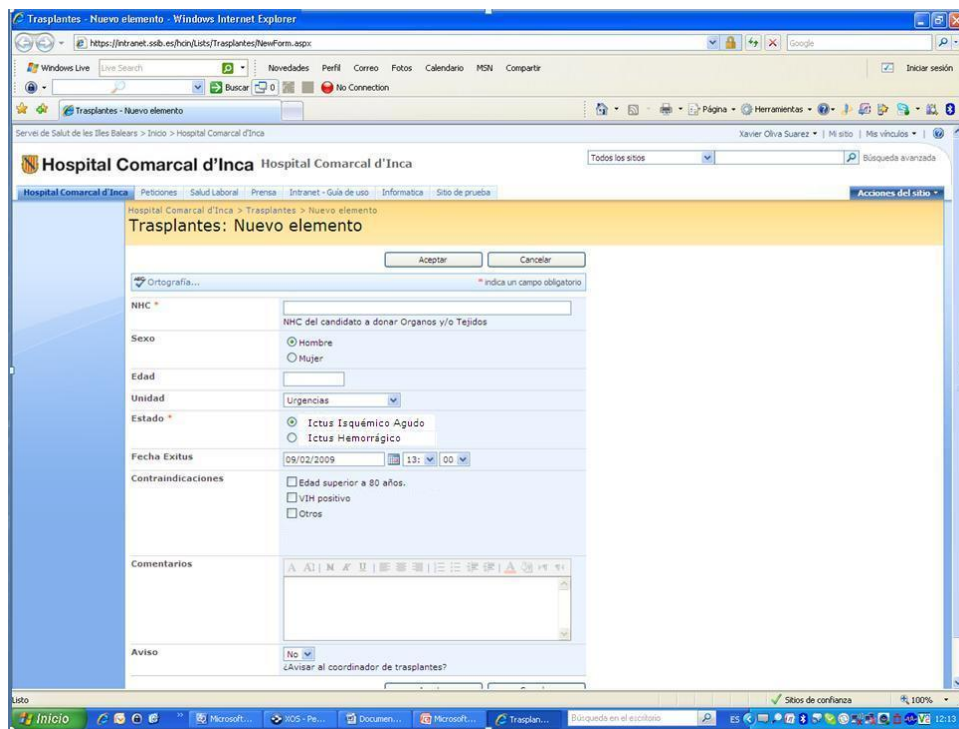 Trasplantes - Nuevo elemento - Windows Internet Explorer
https://intranet.ssib.es/hcin/Lists/Trasplantes/NewForm.aspx
Google
Windows Live
Live Search
Novedades Perfil Correo Fotos Calendario MSN Compartir
Iniciar sesión
Buscar
0
No Connection
Trasplantes - Nuevo elemento
Página
Herramientas
Servei de Salut de les Illes Balears > Inicio > Hospital Comarcal d'Inca
Xavier Oliva Suarez | Mi sitio | Mis vínculos
Hospital Comarcal d'Inca Hospital Comarcal d'Inca
Todos los sitios
Búsqueda avanzada
Hospital Comarcal d'Inca Peticiones Salud Laboral Prensa Intranet - Guía de uso Informatica Sitio de prueba
Acciones del sitio
Hospital Comarcal d'Inca > Trasplantes > Nuevo elemento
Trasplantes: Nuevo elemento
Aceptar Cancelar
Ortografía...
* indica un campo obligatorio
NHC *
NHC del candidato a donar Organos y/o Tejidos
Sexo
Hombre
Mujer
Edad
Unidad
Urgencias
Estado *
Ictus Isquémico Agudo
Ictus Hemorrágico
Fecha Exitus
09/02/2009 13: 00
Contraindicaciones
Edad superior a 80 años.
VIH positivo
Otros
Comentarios
Aviso
No
¿Avisar al coordinador de trasplantes?
Listo
Sitios de confianza
100%
Inicio
Microsoft...
XOS - Pe...
Documen...
Microsoft...
Trasplan...
Búsqueda en el escritorio
ES
12:13